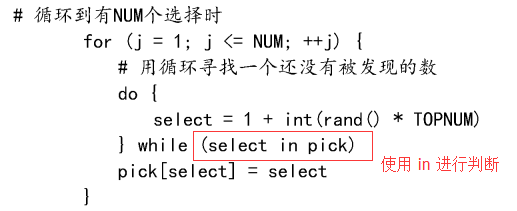 # 循环到有NUM个选择时
for (j = 1; j <= NUM; ++j) {
# 用循环寻找一个还没有被发现的数
do {
select = 1 + int(rand() * TOPNUM)
} while (select in pick)
使用 in 进行判断
pick[select] = select
}